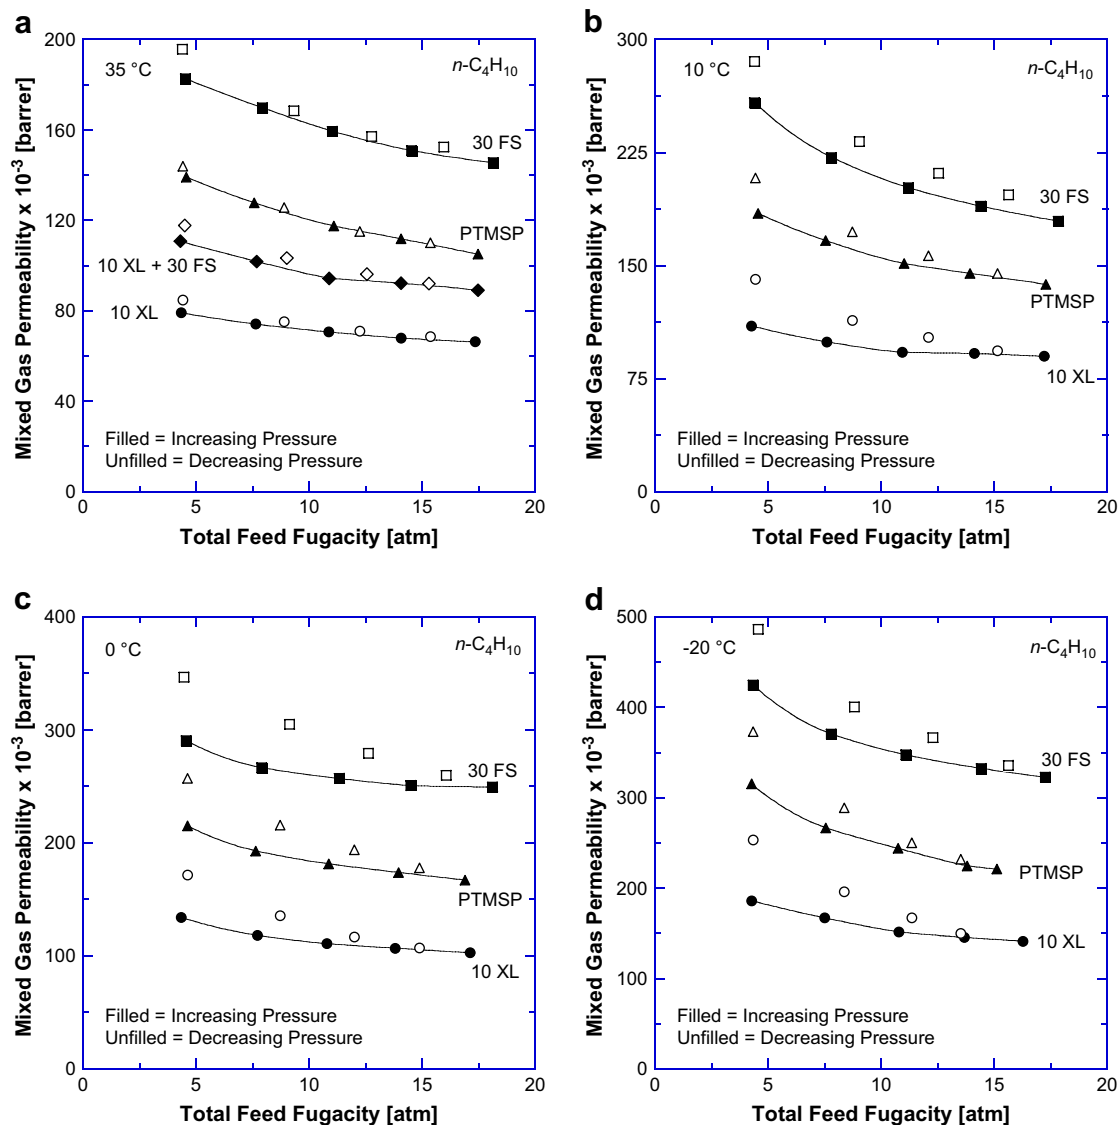 a
200
160
120
80
40
0
0
5
10
15
20
35 °C
n-C4H10
30 FS
PTMSP
10 XL + 30 FS
10 XL
Filled = Increasing Pressure
Unfilled = Decreasing Pressure
Mixed Gas Permeability x 10-3 [barrer]
Total Feed Fugacity [atm]
b
300
225
150
75
0
0
5
10
15
20
10 °C
n-C4H10
30 FS
PTMSP
10 XL
Filled = Increasing Pressure
Unfilled = Decreasing Pressure
Mixed Gas Permeability x 10-3 [barrer]
Total Feed Fugacity [atm]
c
400
300
200
100
0
0
5
10
15
20
0 °C
n-C4H10
30 FS
PTMSP
10 XL
Filled = Increasing Pressure
Unfilled = Decreasing Pressure
Mixed Gas Permeability x 10-3 [barrer]
Total Feed Fugacity [atm]
d
500
400
300
200
100
0
0
5
10
15
20
-20 °C
n-C4H10
30 FS
PTMSP
10 XL
Filled = Increasing Pressure
Unfilled = Decreasing Pressure
Mixed Gas Permeability x 10-3 [barrer]
Total Feed Fugacity [atm]